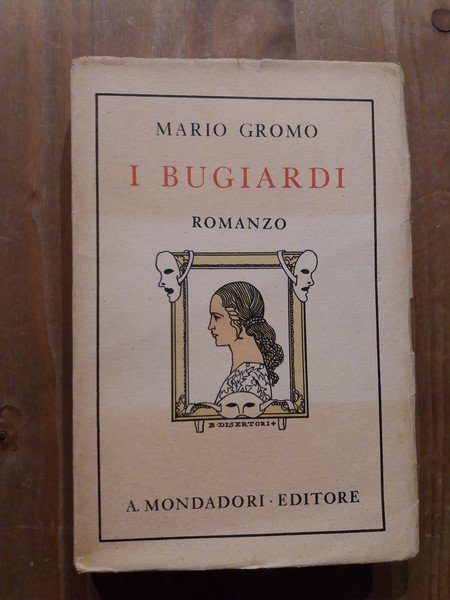 MARIO GROMO
I BUGIARDI
ROMANZO
B DISERTORI +
A. MONDADORI · EDITORE